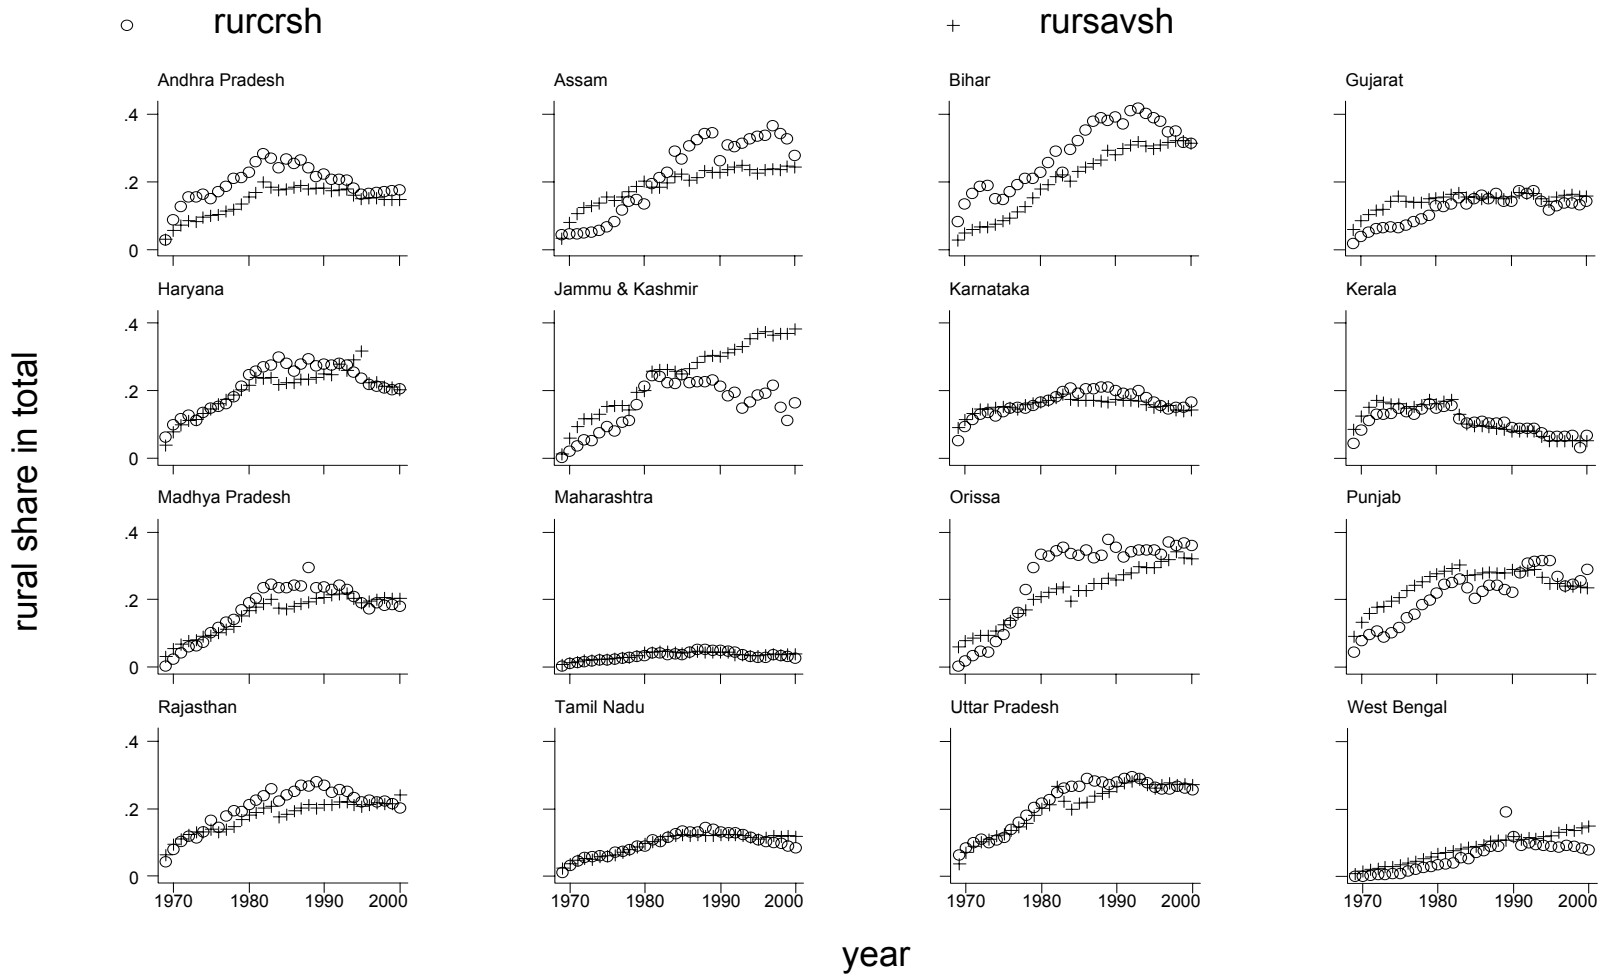 rurcrsh rursavsh
Andhra Pradesh Assam Bihar Gujarat
.4
.2
0
Haryana Jammu & Kashmir Karnataka Kerala
.4
.2
0
Madhya Pradesh Maharashtra Orissa Punjab
.4
.2
0
Rajasthan Tamil Nadu Uttar Pradesh West Bengal
.4
.2
0
1970 1980 1990 2000 1970 1980 1990 2000 1970 1980 1990 2000 1970 1980 1990 2000
rural share in total
year